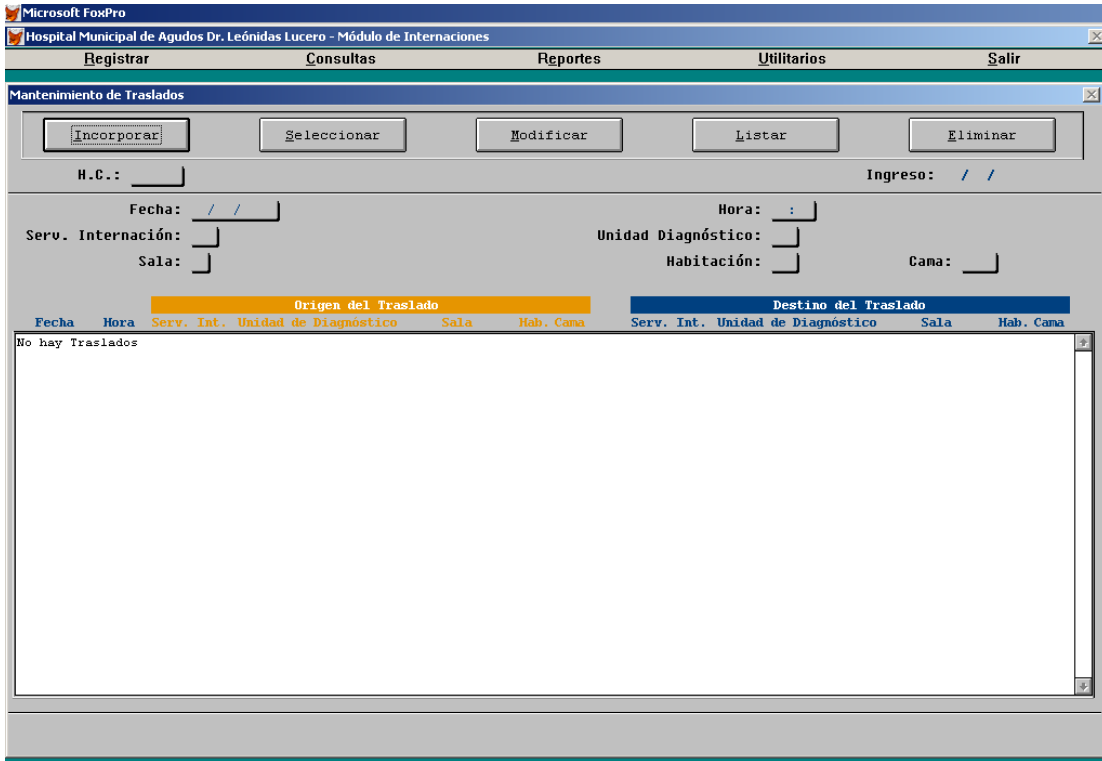 Microsoft FoxPro
Hospital Municipal de Agudos Dr. Leónidas Lucero - Módulo de Internaciones
Registrar Consultas Reportes Utilitarios Salir
Mantenimiento de Traslados
Incorporar Seleccionar Modificar Listar Eliminar
H.C.: Ingreso: / /
Fecha: / / Hora: :
Serv. Internación: Unidad Diagnóstico:
Sala: Habitación: Cama:
Origen del Traslado Destino del Traslado
Fecha Hora Serv. Int. Unidad de Diagnóstico Sala Hab. Cama Serv. Int. Unidad de Diagnóstico Sala Hab. Cama
No hay Traslados